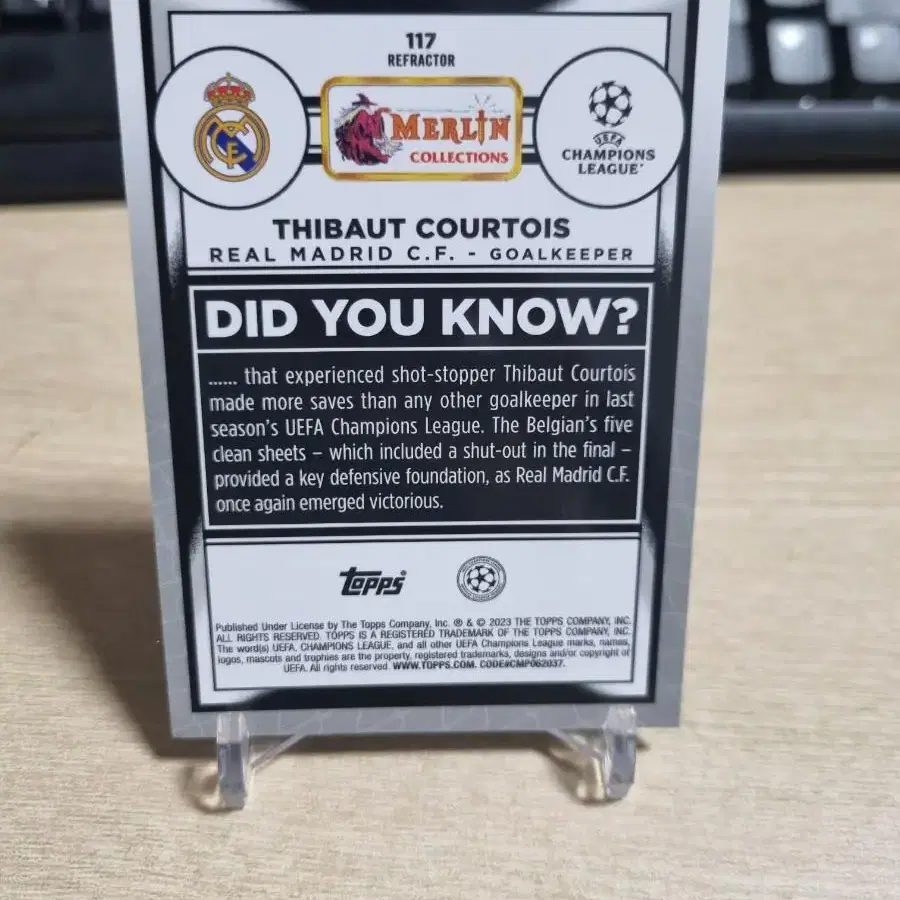 117
REFRACTOR
MERLIN
COLLECTIONS
UEFA
CHAMPIONS
LEAGUE
THIBAUT COURTOIS
REAL MADRID C.F. - GOALKEEPER
DID YOU KNOW?
...... that experienced shot-stopper Thibaut Courtois
made more saves than any other goalkeeper in last
season's UEFA Champions League. The Belgian's five
clean sheets – which included a shut-out in the final –
provided a key defensive foundation, as Real Madrid C.F.
once again emerged victorious.
topps®
Published Under License by The Topps Company, Inc. ® & © 2023 THE TOPPS COMPANY, INC.
ALL RIGHTS RESERVED. TOPPS IS A REGISTERED TRADEMARK OF THE TOPPS COMPANY, INC.
The word(s) UEFA, CHAMPIONS LEAGUE, and all other UEFA Champions League marks, names,
logos, mascots and trophies are the property, registered trademarks, designs and/or copyright of
UEFA. All rights reserved. WWW.TOPPS.COM. CODE#CMP062037.